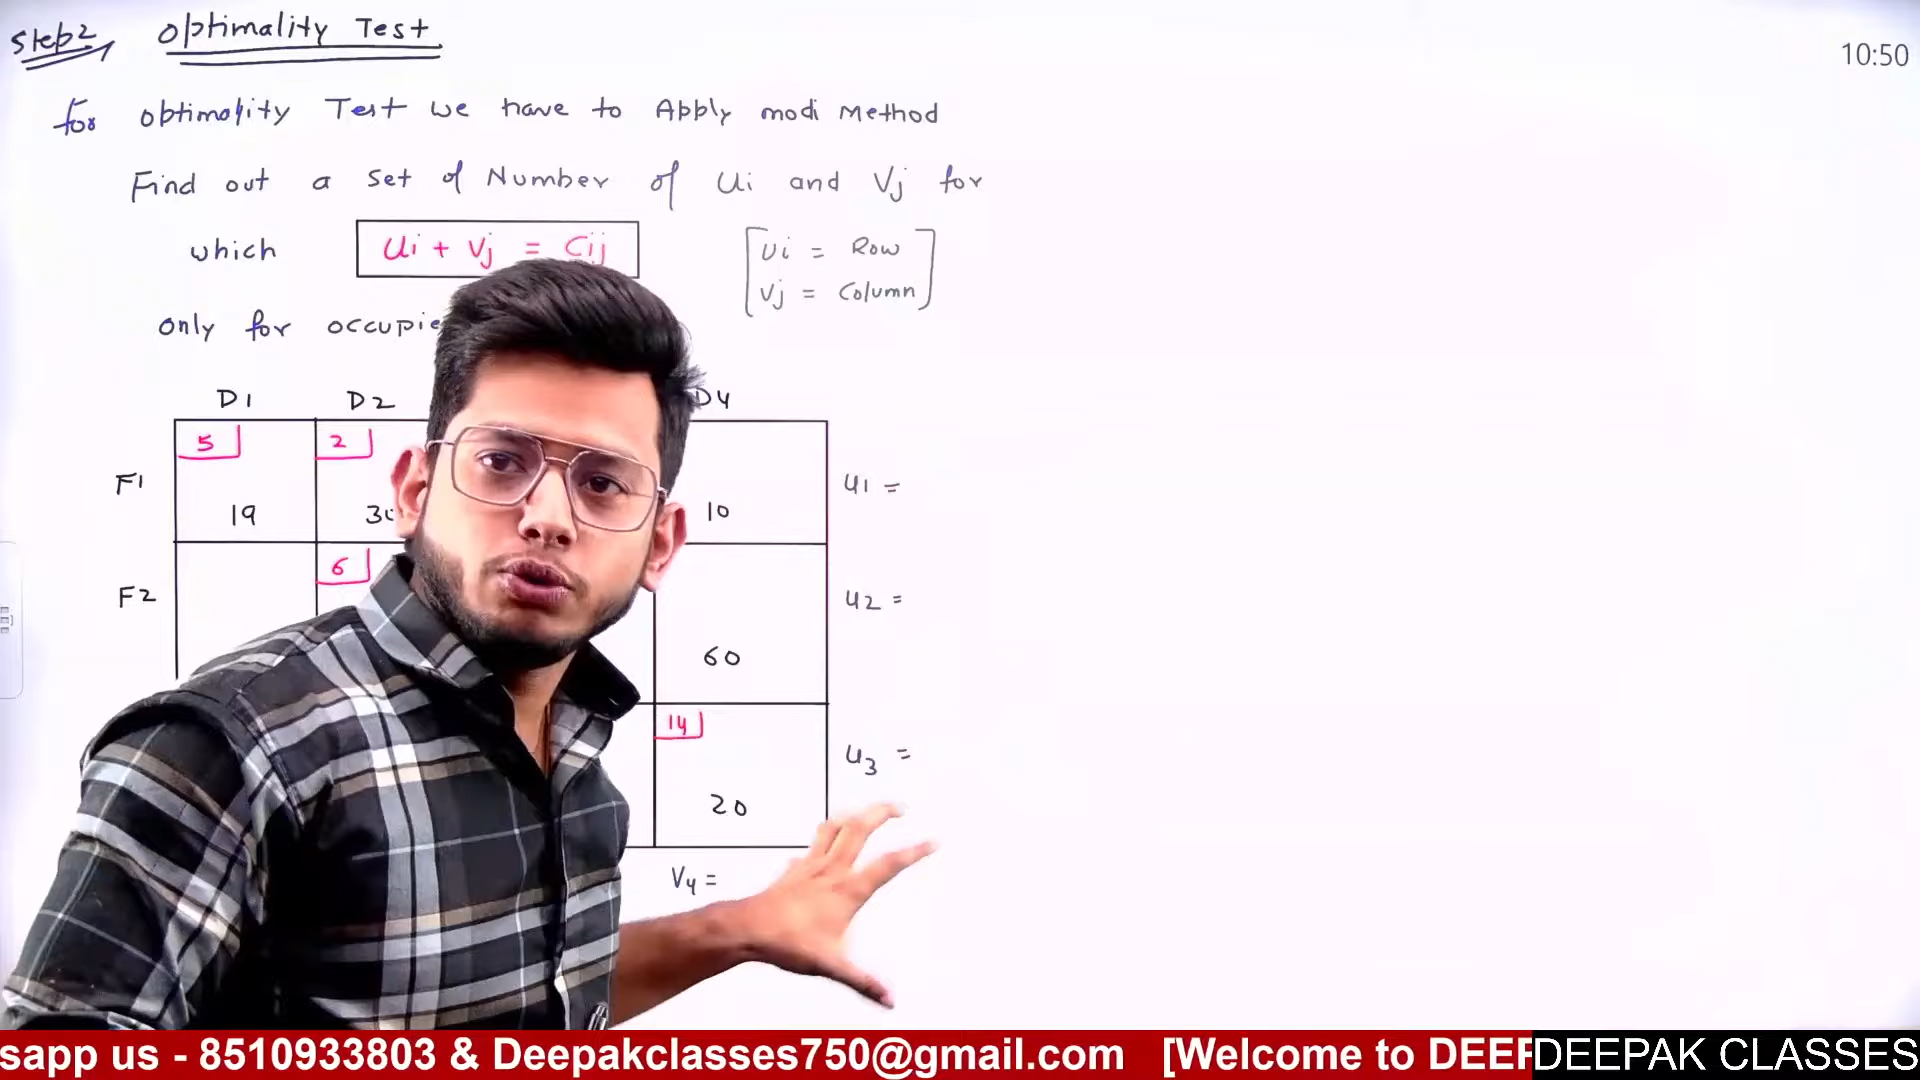 Step2 Optimality Test
10:50
For obtimality Test we have to Apply modi Method
Find out a set of Number of Ui and Vj for
which Ui + Vj = Cij [Ui = Row
Vj = Column]
only for
D1 D2 D4
5 2
F1 19 10 U1 =
6
F2 60 U2 =
14
U3 =
20
V4 =
sapp us - 8510933803 & Deepakclasses750@gmail.com [Welcome to
DEEPAK CLASSES